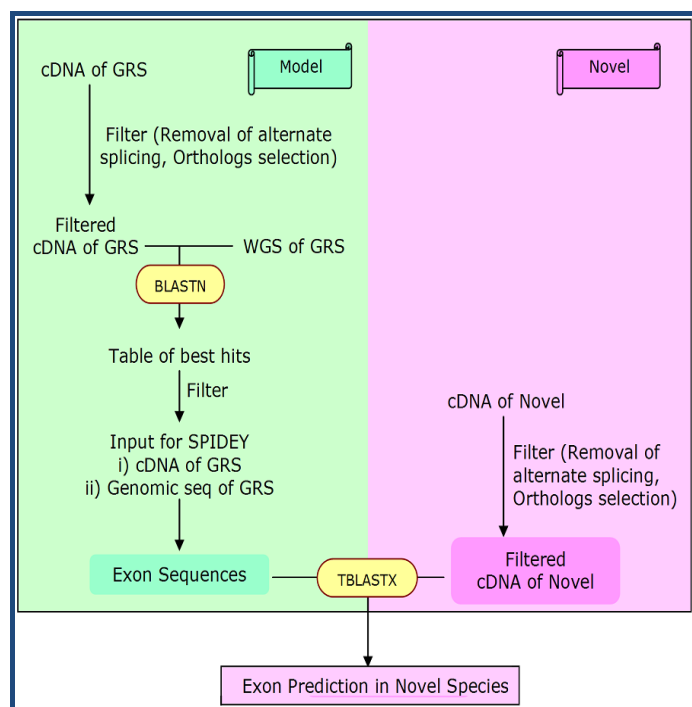 cDNA of GRS
Model
Novel
Filter (Removal of alternate
splicing, Orthologs selection)
Filtered
cDNA of GRS
WGS of GRS
BLASTN
Table of best hits
Filter
Input for SPIDEY
i) cDNA of GRS
ii) Genomic seq of GRS
cDNA of Novel
Filter (Removal of
alternate splicing,
Orthologs selection)
Exon Sequences
TBLASTX
Filtered
cDNA of Novel
Exon Prediction in Novel Species